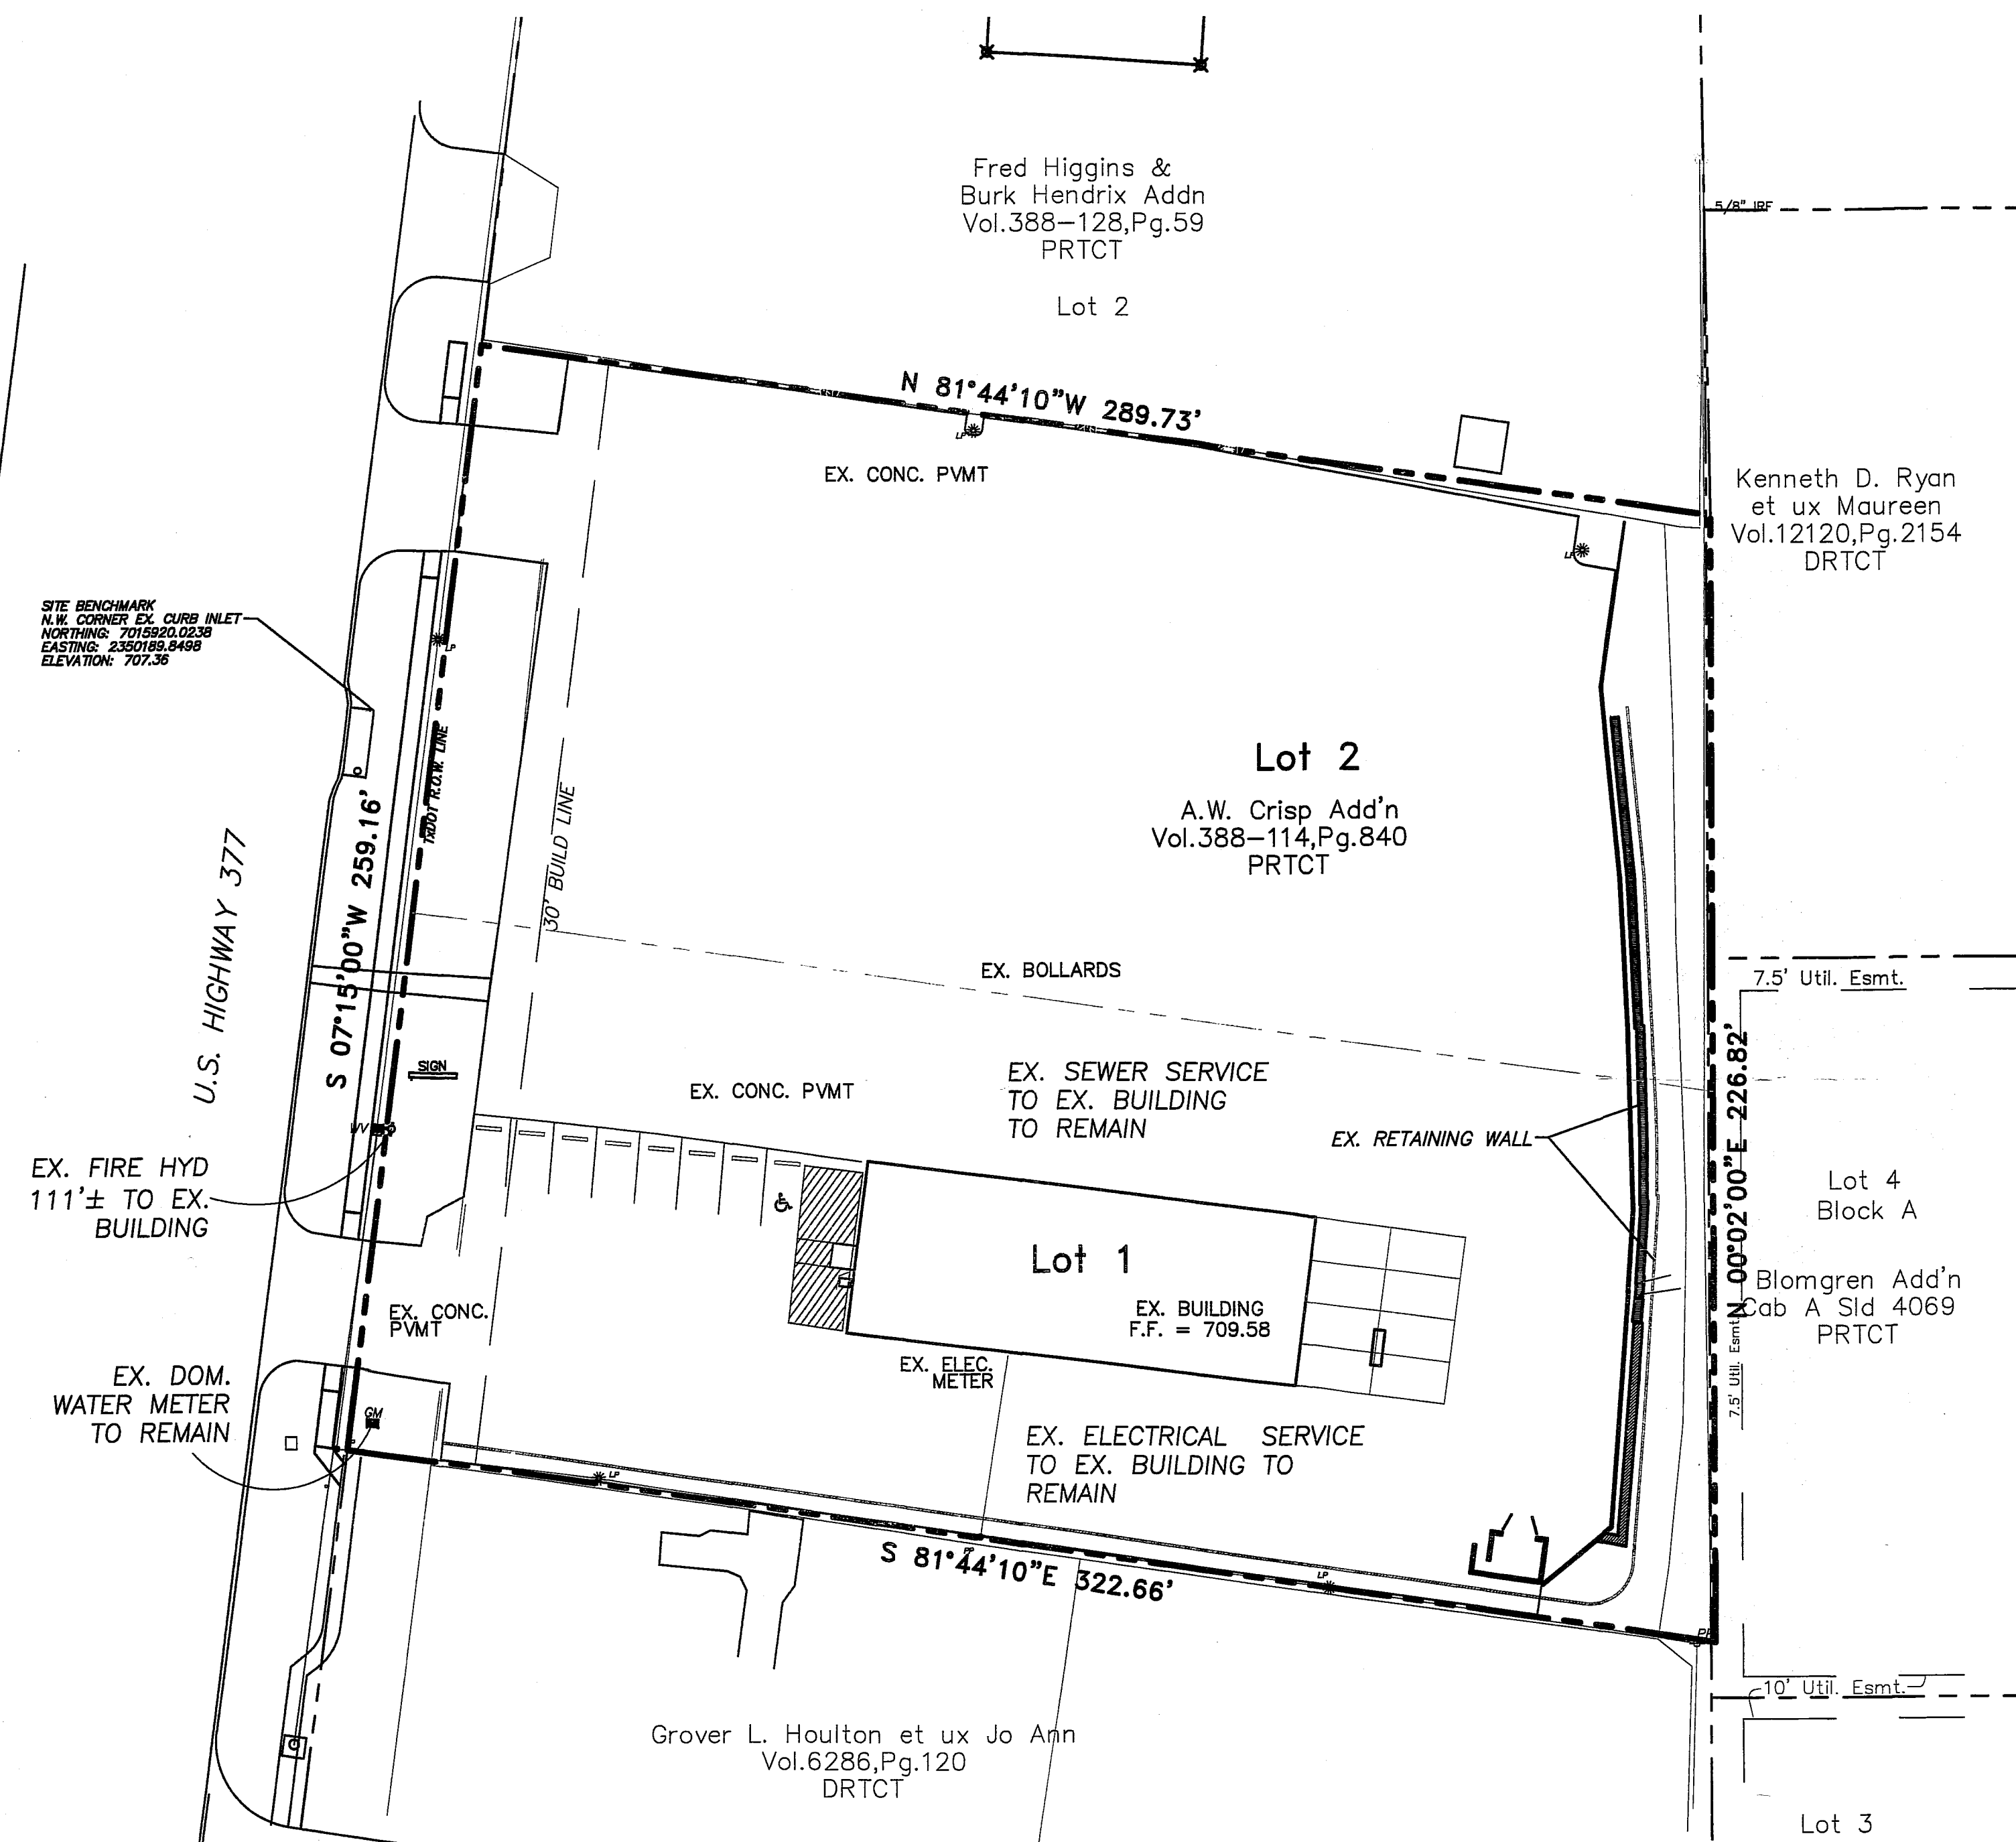 Fred Higgins &
Burk Hendrix Addn
Vol.388-128,Pg.59
PRTCT
Lot 2
5/8" IRF
N 81°44'10"W 289.73'
LP
EX. CONC. PVMT
LP
Kenneth D. Ryan
et ux Maureen
Vol.12120,Pg.2154
DRTCT
SITE BENCHMARK
N.W. CORNER EX. CURB INLET
NORTHING: 7015920.0238
EASTING: 2350189.8498
ELEVATION: 707.36
LP
TxDOT R.O.W. LINE
S 07°15'00"W 259.16'
30' BUILD LINE
U.S. HIGHWAY 377
Lot 2
A.W. Crisp Add'n
Vol.388-114,Pg.840
PRTCT
EX. BOLLARDS
7.5' Util. Esmt.
SIGN
EX. CONC. PVMT
EX. SEWER SERVICE
TO EX. BUILDING
TO REMAIN
N 00°02'00"E 226.82'
WV
EX. RETAINING WALL
EX. FIRE HYD
111'± TO EX.
BUILDING
Lot 4
Block A
Lot 1
Blomgren Add'n
Cab A Sld 4069
PRTCT
EX. BUILDING
F.F. = 709.58
EX. CONC.
PVMT
7.5' Util. Esmt.
EX. ELEC.
METER
EX. DOM.
WATER METER
TO REMAIN
GM
EX. ELECTRICAL SERVICE
TO EX. BUILDING TO
REMAIN
LP
S 81°44'10"E 322.66'
LP
PP
10' Util. Esmt.
Grover L. Houlton et ux Jo Ann
Vol.6286,Pg.120
DRTCT
Lot 3